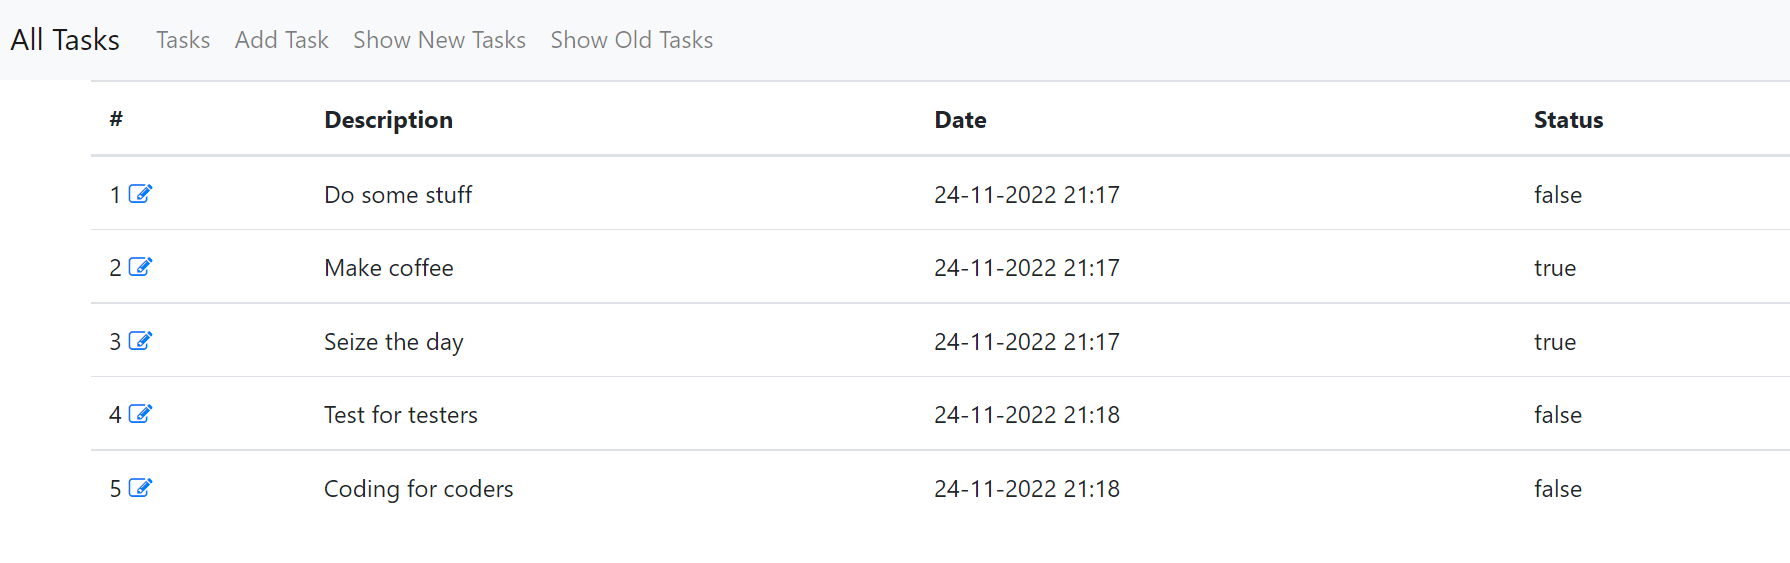 All Tasks Tasks Add Task Show New Tasks Show Old Tasks
# Description Date Status
1 Do some stuff 24-11-2022 21:17 false
2 Make coffee 24-11-2022 21:17 true
3 Seize the day 24-11-2022 21:17 true
4 Test for testers 24-11-2022 21:18 false
5 Coding for coders 24-11-2022 21:18 false